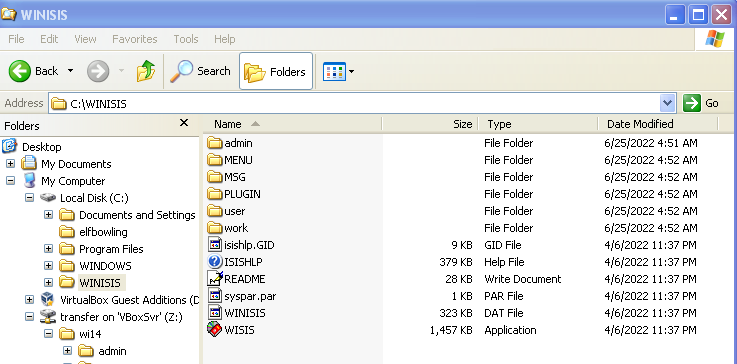 WINISIS
File Edit View Favorites Tools Help
Back Search Folders
Address C:\WINISIS Go
Folders
Desktop
My Documents
My Computer
Local Disk (C:)
Documents and Settings
elfbowling
Program Files
WINDOWS
WINISIS
VirtualBox Guest Additions (D
transfer on 'VBoxSvr' (Z:)
wi14
admin
Name Size Type Date Modified
admin File Folder 6/25/2022 4:51 AM
MENU File Folder 6/25/2022 4:52 AM
MSG File Folder 6/25/2022 4:52 AM
PLUGIN File Folder 6/25/2022 4:52 AM
user File Folder 6/25/2022 4:52 AM
work File Folder 6/25/2022 4:52 AM
isishlp.GID 9 KB GID File 4/6/2022 11:37 PM
ISISHLP 379 KB Help File 4/6/2022 11:37 PM
README 28 KB Write Document 4/6/2022 11:37 PM
syspar.par 1 KB PAR File 4/6/2022 11:37 PM
WINISIS 323 KB DAT File 4/6/2022 11:37 PM
WISIS 1,457 KB Application 4/6/2022 11:37 PM